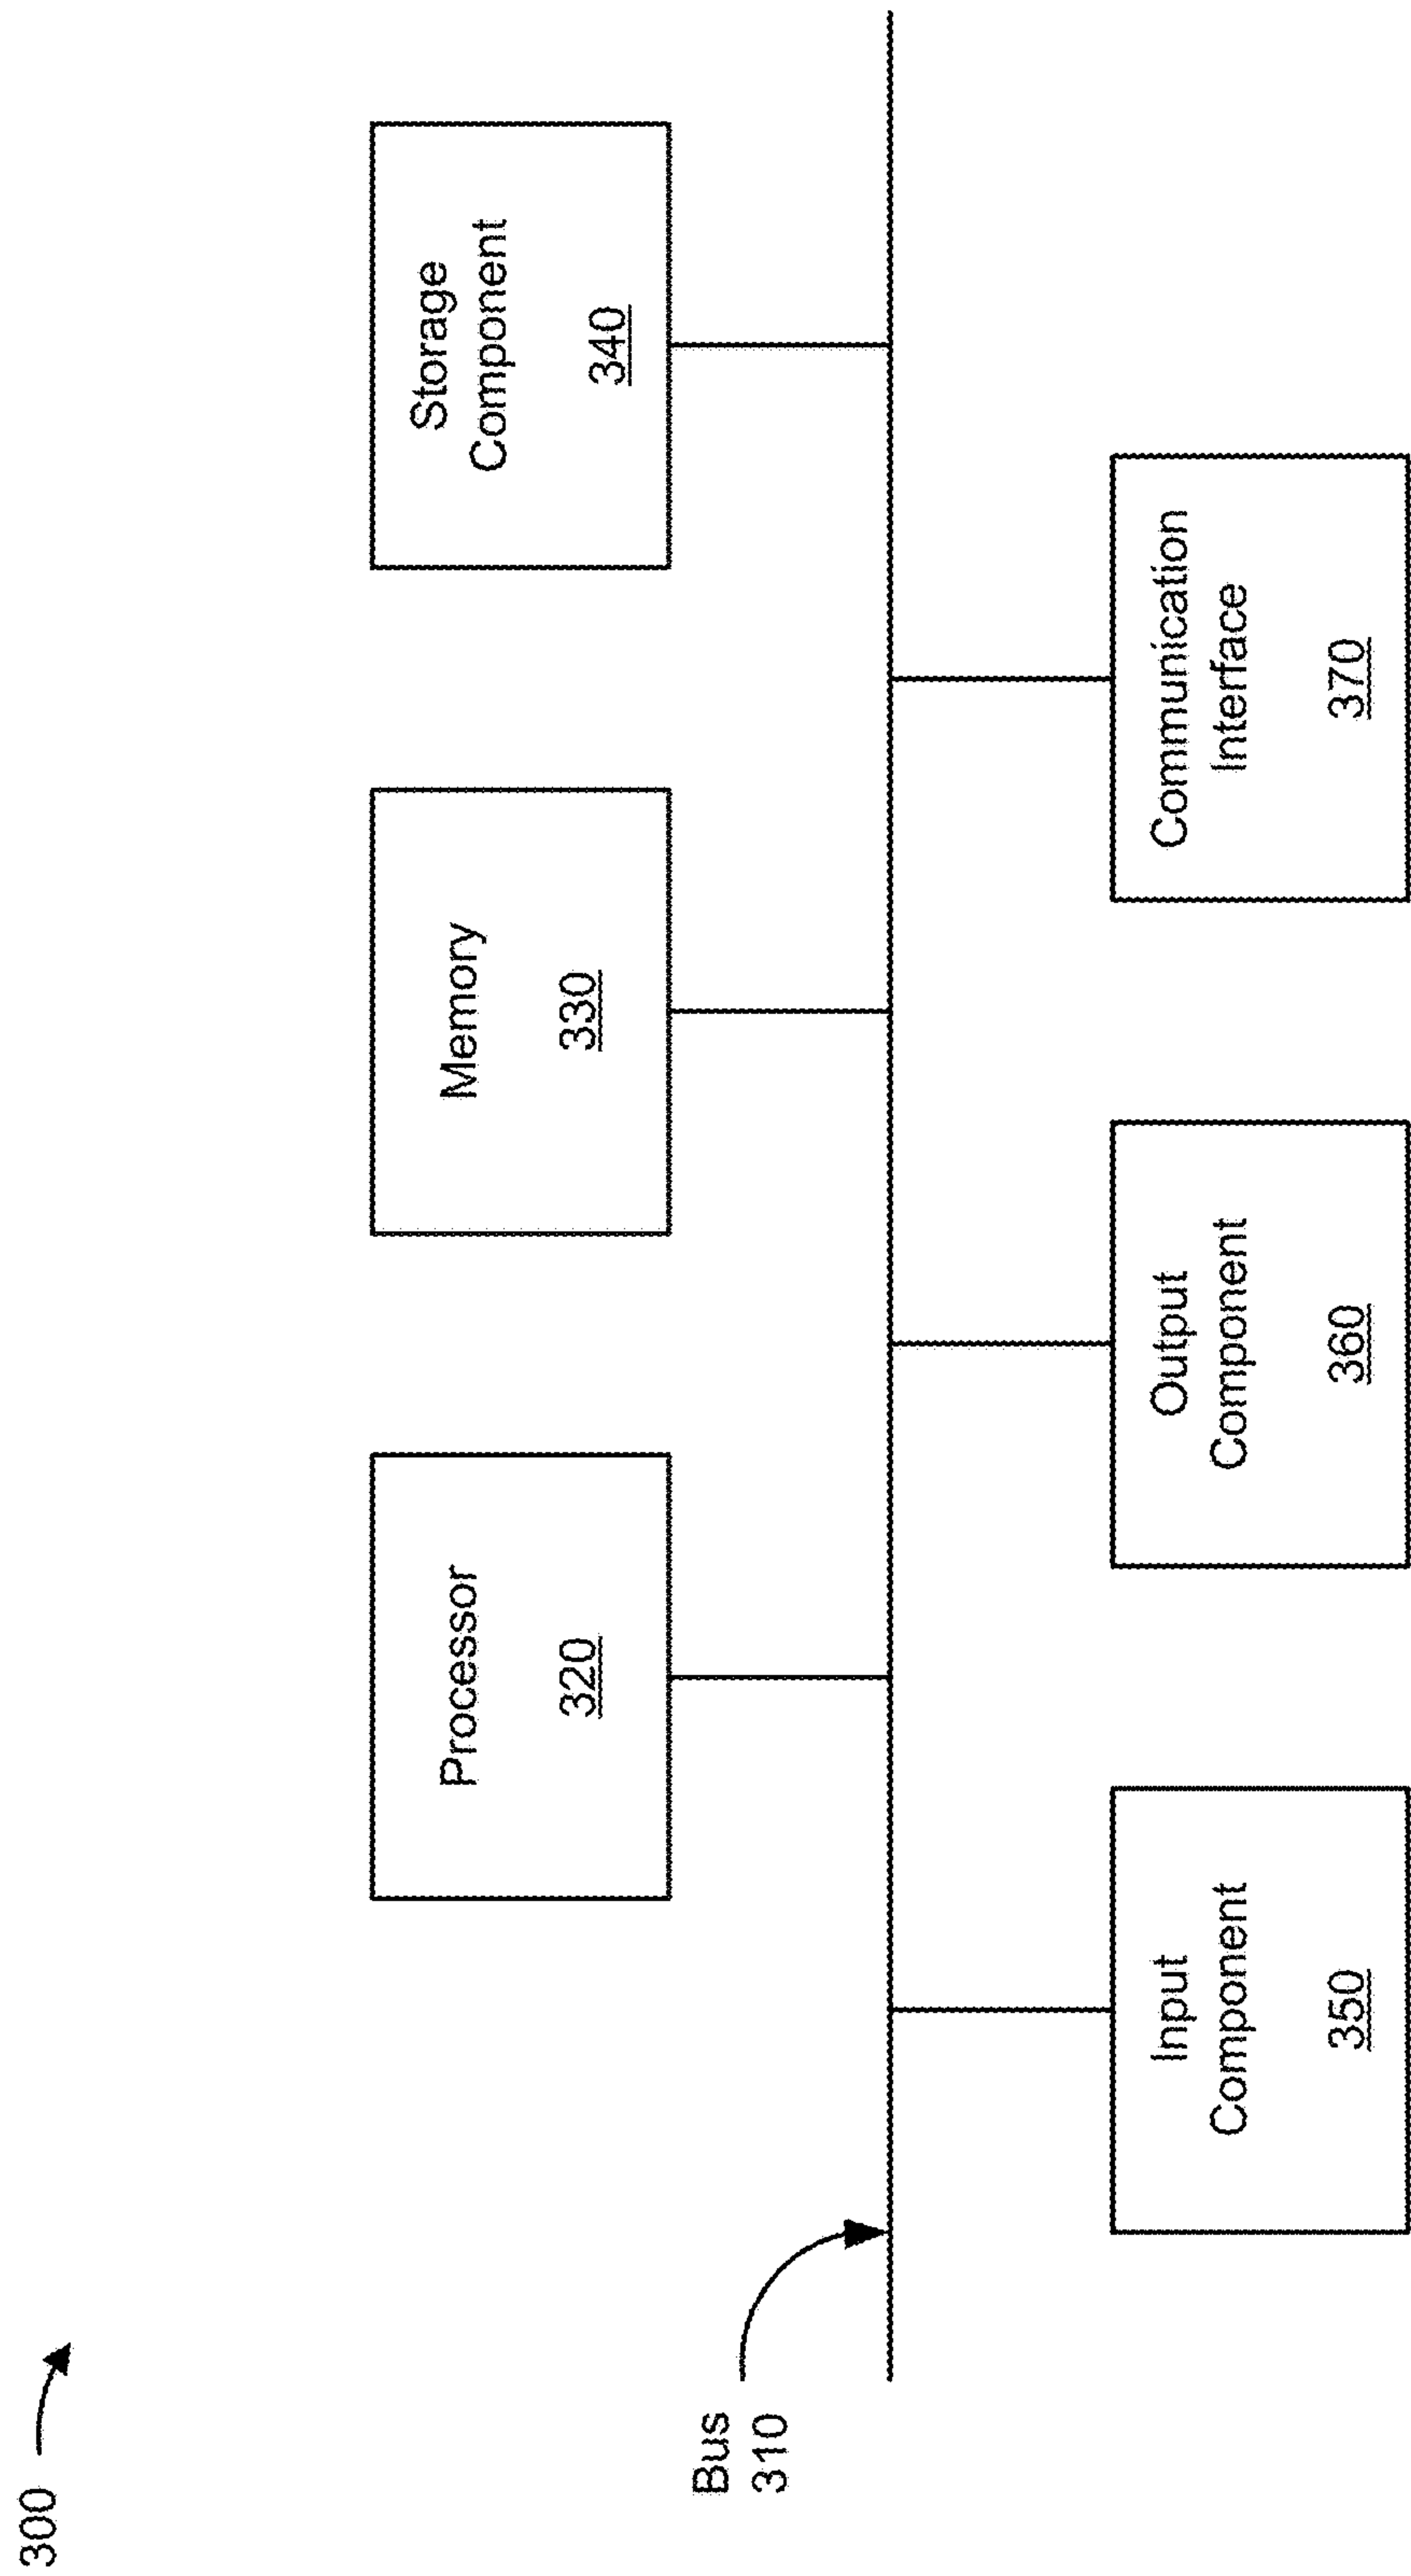 300
Processor
320
Memory
330
Storage
Component
340
Bus
310
Input
Component
350
Output
Component
360
Communication
Interface
370